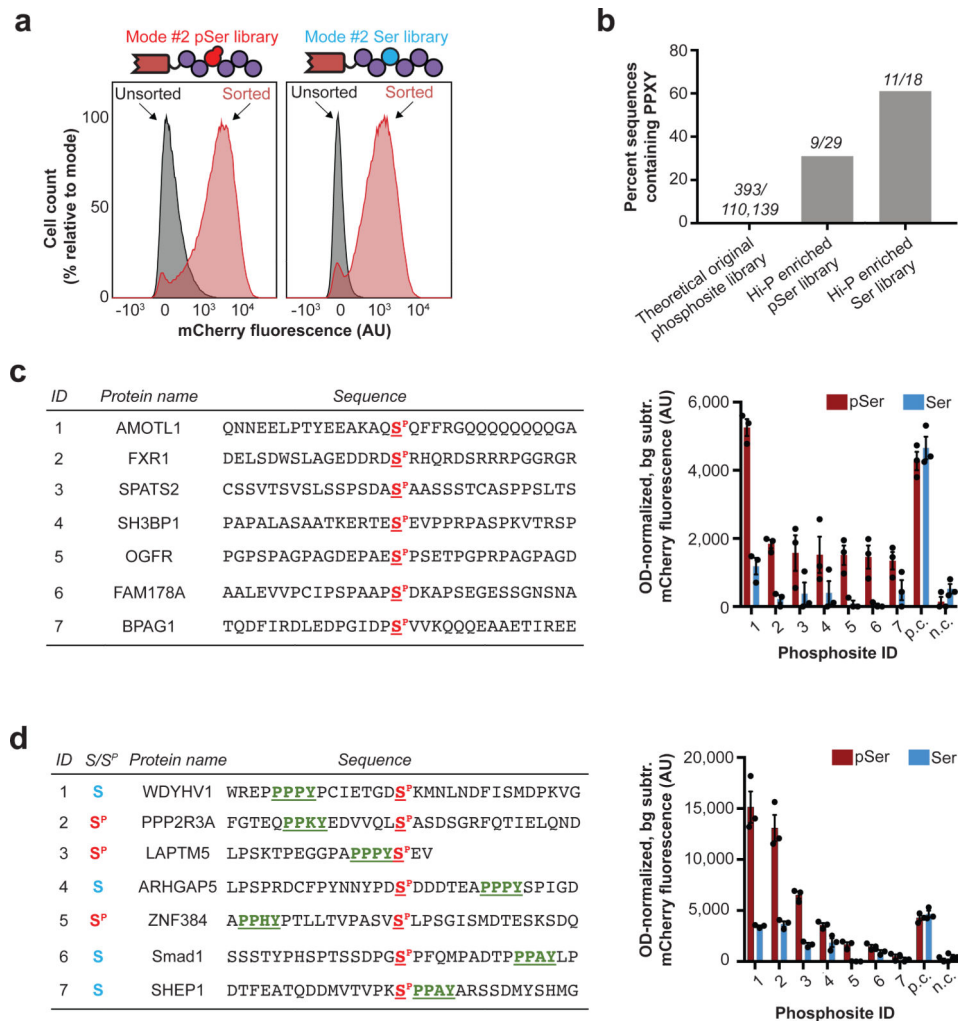 a
Mode #2 pSer library
Mode #2 Ser library
Unsorted
Sorted
Unsorted
Sorted
Cell count
(% relative to mode)
100
50
0
-10³ 0 10³ 10⁴
-10³ 0 10³ 10⁴
mCherry fluorescence (AU)
b
Percent sequences
containing PPXY
80
60
40
20
0
393/
110,139
9/29
11/18
Theoretical original
phosphosite library
Hi-P enriched
pSer library
Hi-P enriched
Ser library
c
ID Protein name Sequence
1 AMOTL1 QNNEELPTYEEAKAQSᴾQFFRGQQQQQQQQGA
2 FXR1 DELSDWSLAGEDDRDSᴾRHQRDSRRRPGGRGR
3 SPATS2 CSSVTSVSLSSPSDASᴾAASSSTCASPPSLTS
4 SH3BP1 PAPALASAATKERTESᴾEVPPRPASPKVTRSP
5 OGFR PGPSPAGPAGDEPAESᴾPSETPGPRPAGPAGD
6 FAM178A AALEVVPCIPSPAAPSᴾDKAPSEGESSGNSNA
7 BPAG1 TQDFIRDLEDPGIDPSᴾVVKQQQEAAETIREE
OD-normalized, bg subtr.
mCherry fluorescence (AU)
6,000
4,000
2,000
0
pSer Ser
1 2 3 4 5 6 7 p.c. n.c.
Phosphosite ID
d
ID S/Sᴾ Protein name Sequence
1 S WDYHV1 WREPPPPYPCIETGDSᴾKMNLNDFISMDPKVG
2 Sᴾ PPP2R3A FGTEQPPKYEDVVQLSᴾASDSGRFQTIELQND
3 Sᴾ LAPTM5 LPSKTPEGGPAPPPYSᴾEV
4 S ARHGAP5 LPSPRDCFPYNNYPDSᴾDDDTEAPPPYSPIGD
5 Sᴾ ZNF384 APPHYPTLLTVPASVSᴾLPSGISMDTESKSDQ
6 S Smad1 SSSTYPHSPTSSDPGSᴾPFQMPADTPPPAYLP
7 S SHEP1 DTFEATQDDMVTVPKSᴾPPAYARSSDMYSHMG
OD-normalized, bg subtr.
mCherry fluorescence (AU)
20,000
15,000
10,000
5,000
0
pSer Ser
1 2 3 4 5 6 7 p.c. n.c.
Phosphosite ID